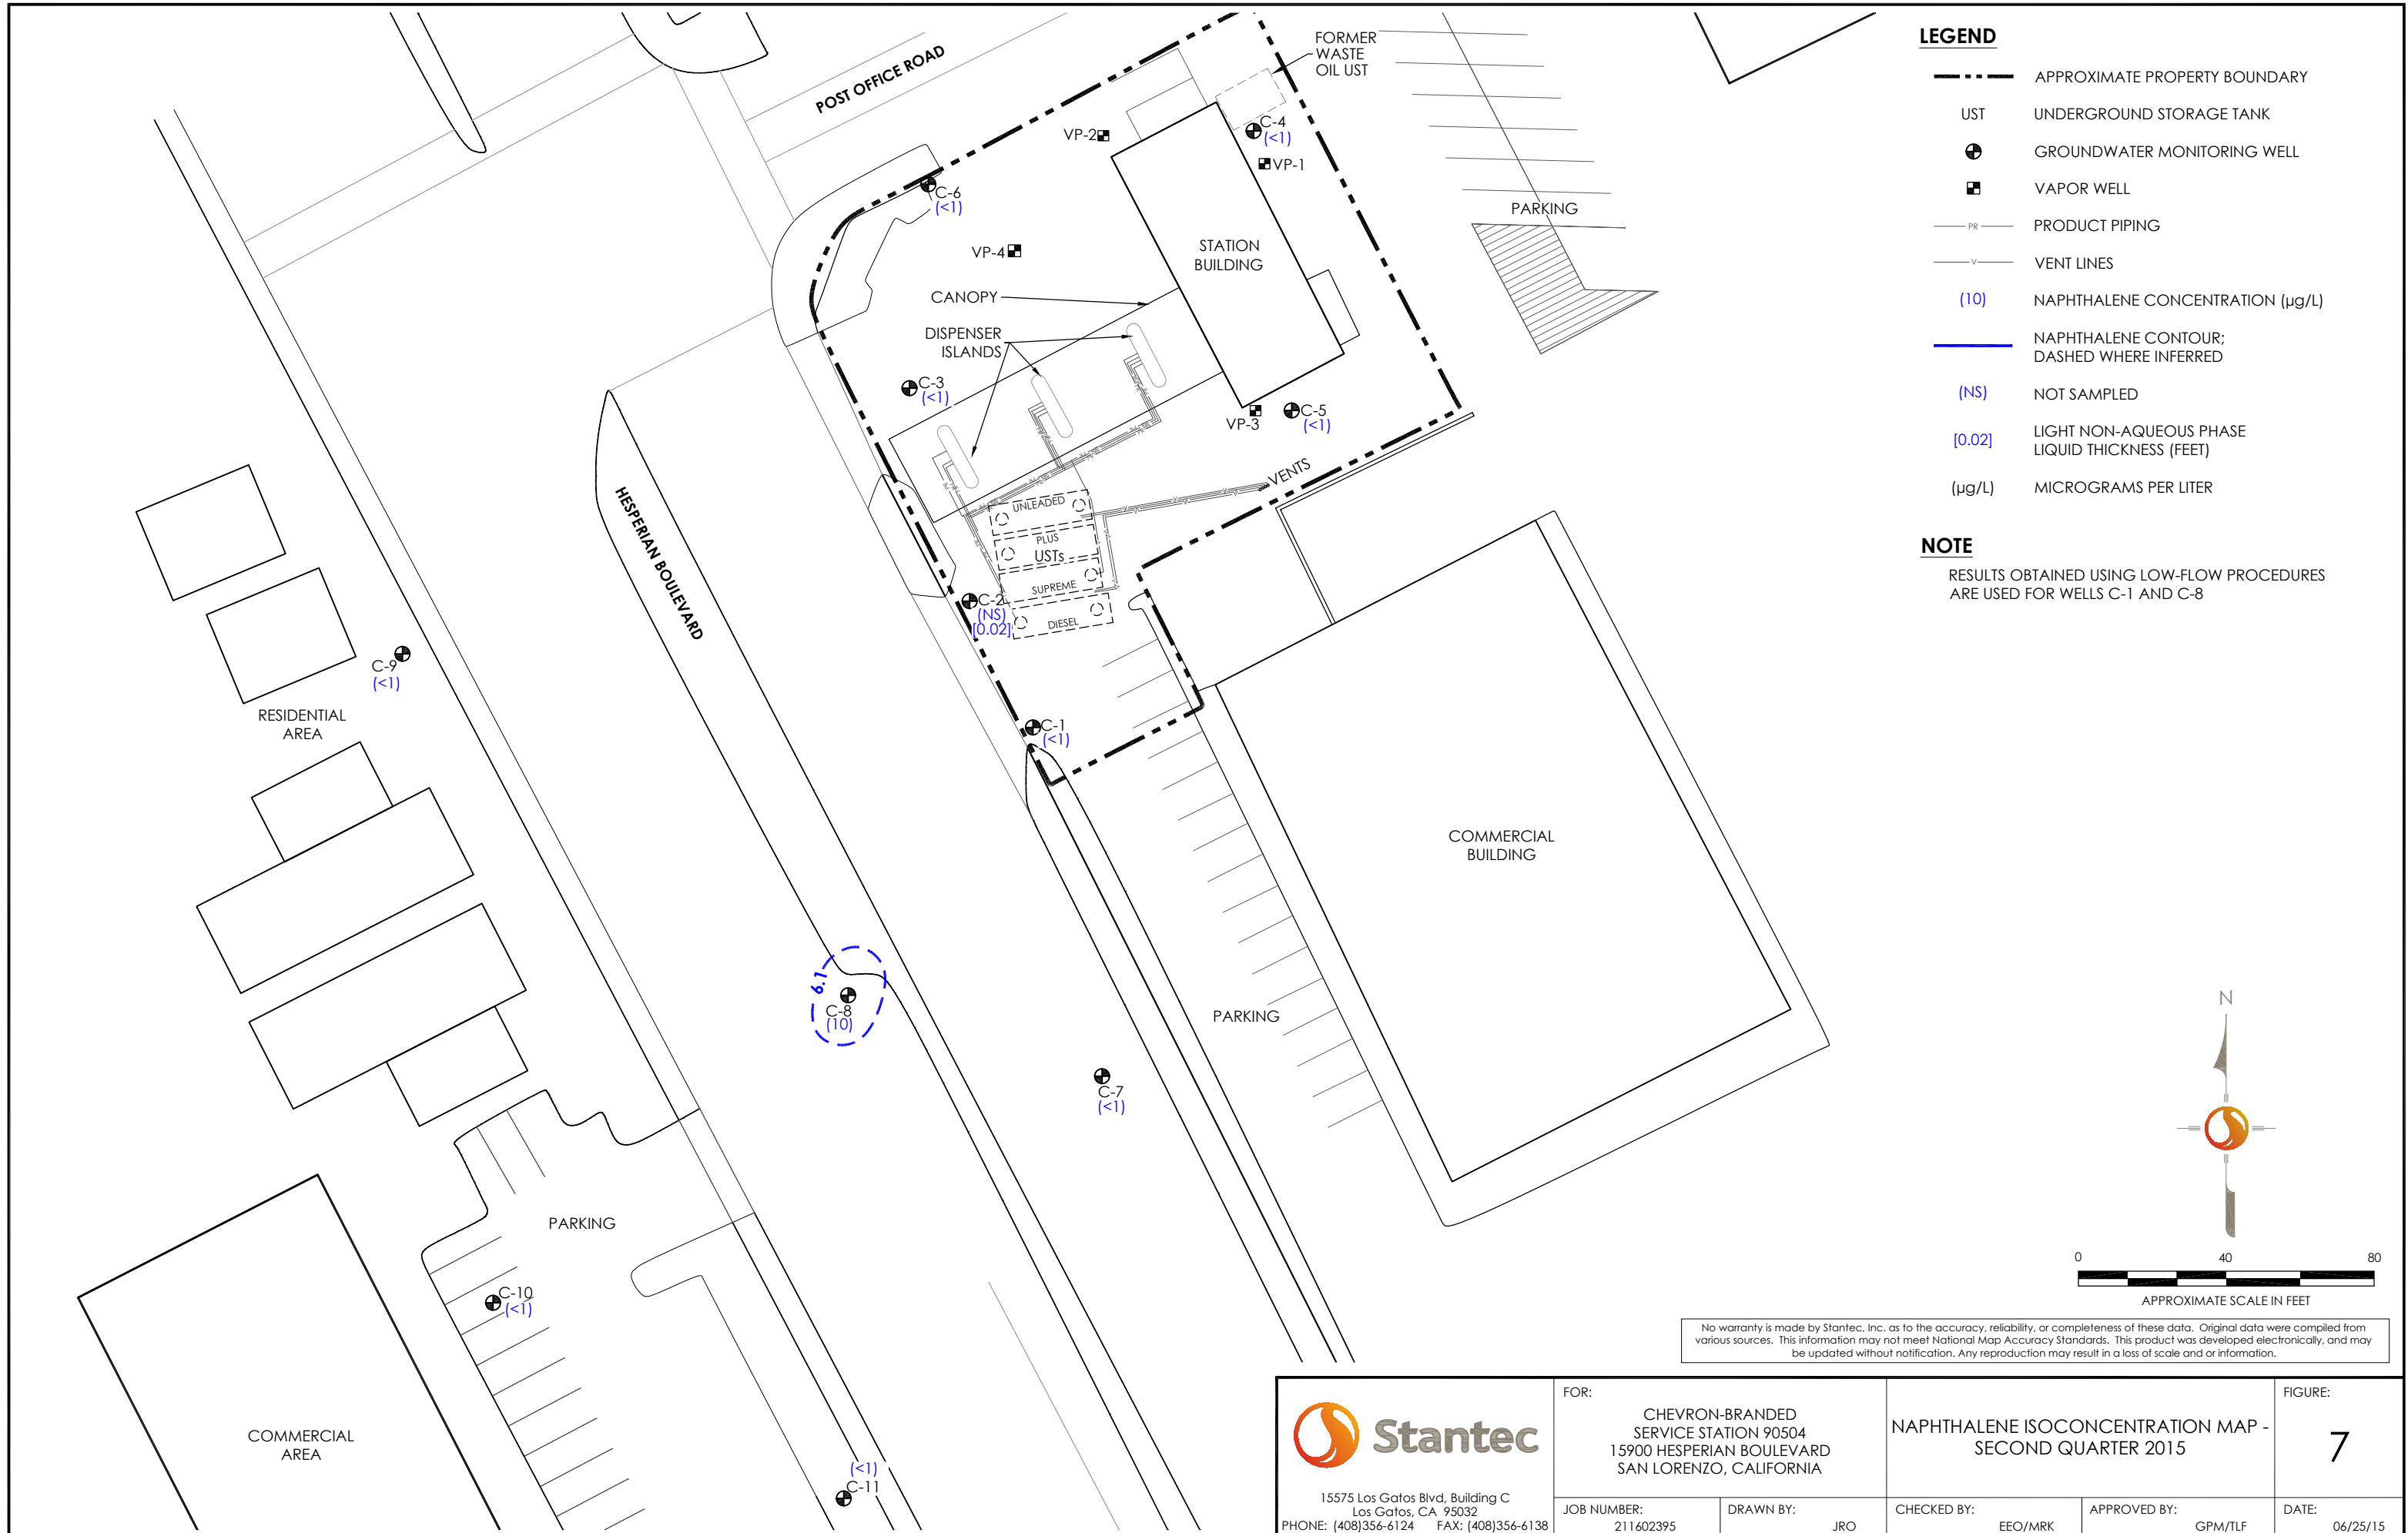 POST OFFICE ROAD
FORMER
WASTE
OIL UST
VP-2
C-4
(<1)
VP-1
C-6
(<1)
PARKING
VP-4
STATION
BUILDING
CANOPY
DISPENSER
ISLANDS
C-3
(<1)
VP-3
C-5
(<1)
VENTS
HESPERIAN BOULEVARD
UNLEADED
PLUS
USTs
SUPREME
DIESEL
C-2
(NS)
[0.02]
C-9
(<1)
RESIDENTIAL
AREA
C-1
(<1)
COMMERCIAL
BUILDING
6.1
C-8
(10)
PARKING
C-7
(<1)
PARKING
C-10
(<1)
COMMERCIAL
AREA
(<1)
C-11
LEGEND
APPROXIMATE PROPERTY BOUNDARY
UST UNDERGROUND STORAGE TANK
GROUNDWATER MONITORING WELL
VAPOR WELL
PR PRODUCT PIPING
V VENT LINES
(10) NAPHTHALENE CONCENTRATION (µg/L)
NAPHTHALENE CONTOUR;
DASHED WHERE INFERRED
(NS) NOT SAMPLED
[0.02] LIGHT NON-AQUEOUS PHASE
LIQUID THICKNESS (FEET)
(µg/L) MICROGRAMS PER LITER
NOTE
RESULTS OBTAINED USING LOW-FLOW PROCEDURES
ARE USED FOR WELLS C-1 AND C-8
N
0 40 80
APPROXIMATE SCALE IN FEET
No warranty is made by Stantec, Inc. as to the accuracy, reliability, or completeness of these data. Original data were compiled from
various sources. This information may not meet National Map Accuracy Standards. This product was developed electronically, and may
be updated without notification. Any reproduction may result in a loss of scale and or information.
Stantec
15575 Los Gatos Blvd, Building C
Los Gatos, CA 95032
PHONE: (408)356-6124 FAX: (408)356-6138
FOR:
CHEVRON-BRANDED
SERVICE STATION 90504
15900 HESPERIAN BOULEVARD
SAN LORENZO, CALIFORNIA
NAPHTHALENE ISOCONCENTRATION MAP -
SECOND QUARTER 2015
FIGURE:
7
JOB NUMBER:
211602395
DRAWN BY:
JRO
CHECKED BY:
EEO/MRK
APPROVED BY:
GPM/TLF
DATE:
06/25/15